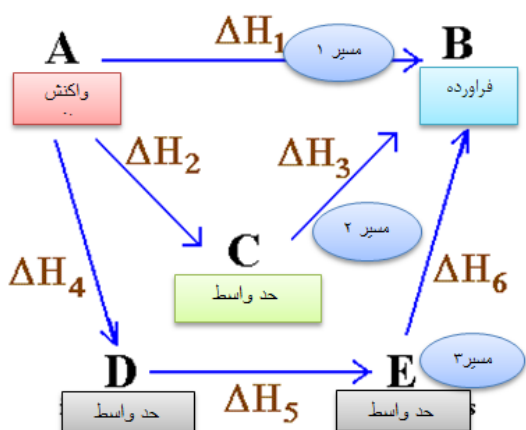 ΔH₁
A
B
مسیر ۱
واکنش
فراورده
ΔH₂
ΔH₃
مسیر ۲
C
حد واسط
ΔH₄
ΔH₆
D
E
مسیر۳
حد واسط
ΔH₅
حد واسط
s